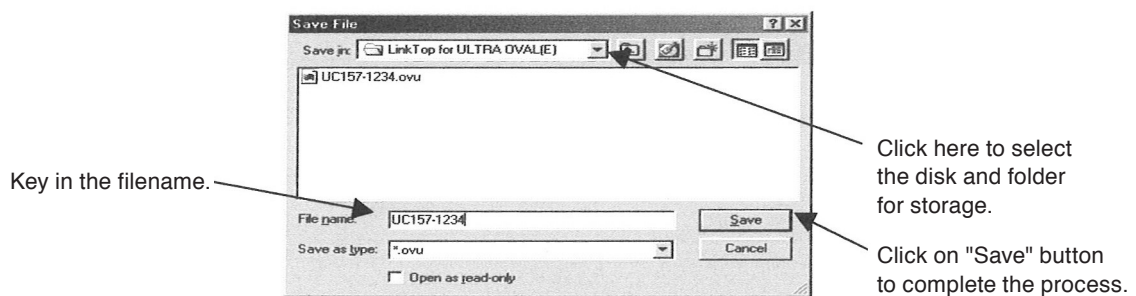 Save File
Save in: LinkTop for ULTRA OVAL(E)
UC157-1234.ovu
Click here to select
the disk and folder
for storage.
Key in the filename.
File name: UC157-1234 Save
Save as type: *.ovu Cancel
Open as read-only
Click on "Save" button
to complete the process.